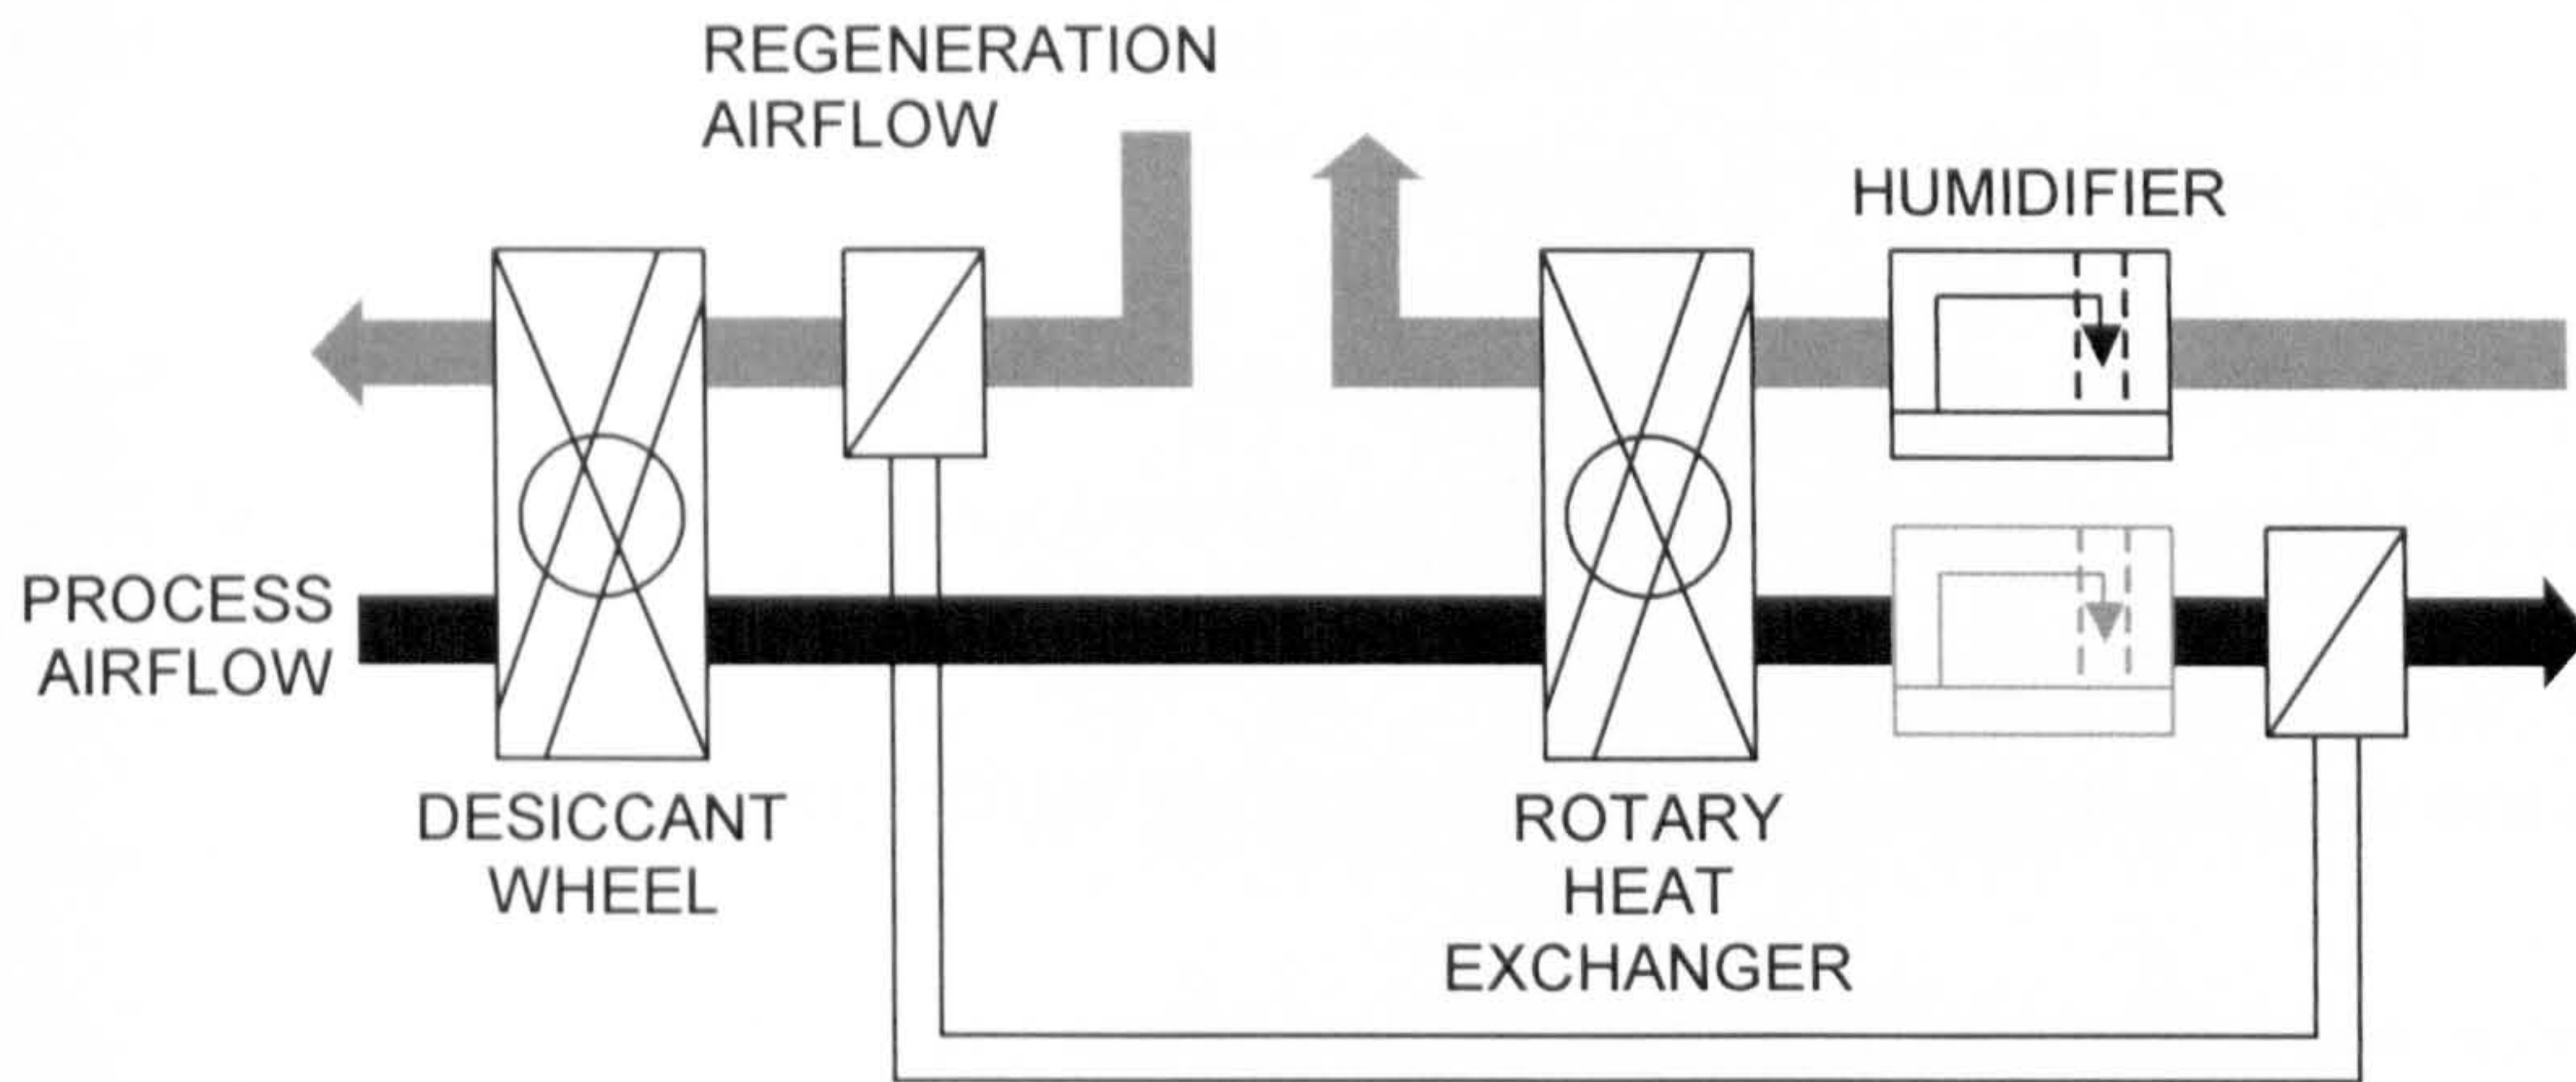 REGENERATION
AIRFLOW
HUMIDIFIER
PROCESS
AIRFLOW
DESICCANT
WHEEL
ROTARY
HEAT
EXCHANGER